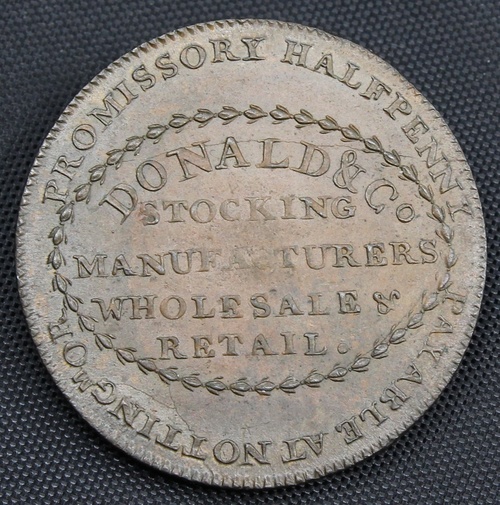 PROMISSORY HALFPENNY PAYABLE AT NOTTINGM OR
DONALD & Co
STOCKING
MANUFACTURERS
WHOLESALE &
RETAIL.